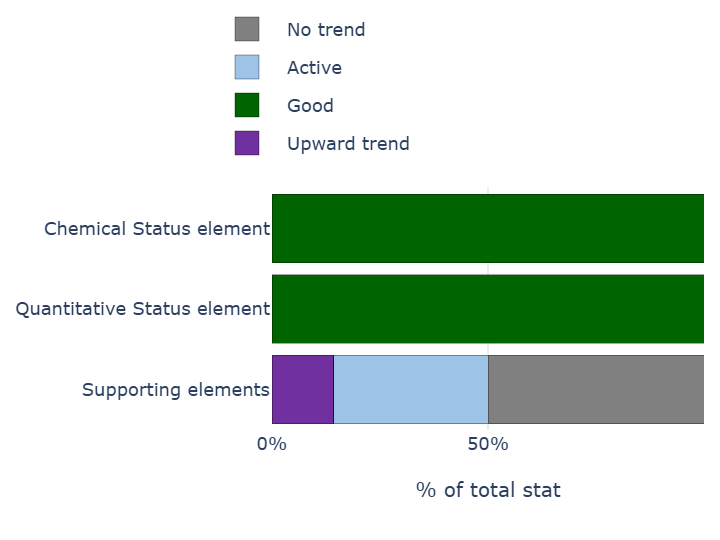 No trend
Active
Good
Upward trend
Chemical Status element
Quantitative Status element
Supporting elements
0%
50%
% of total stat